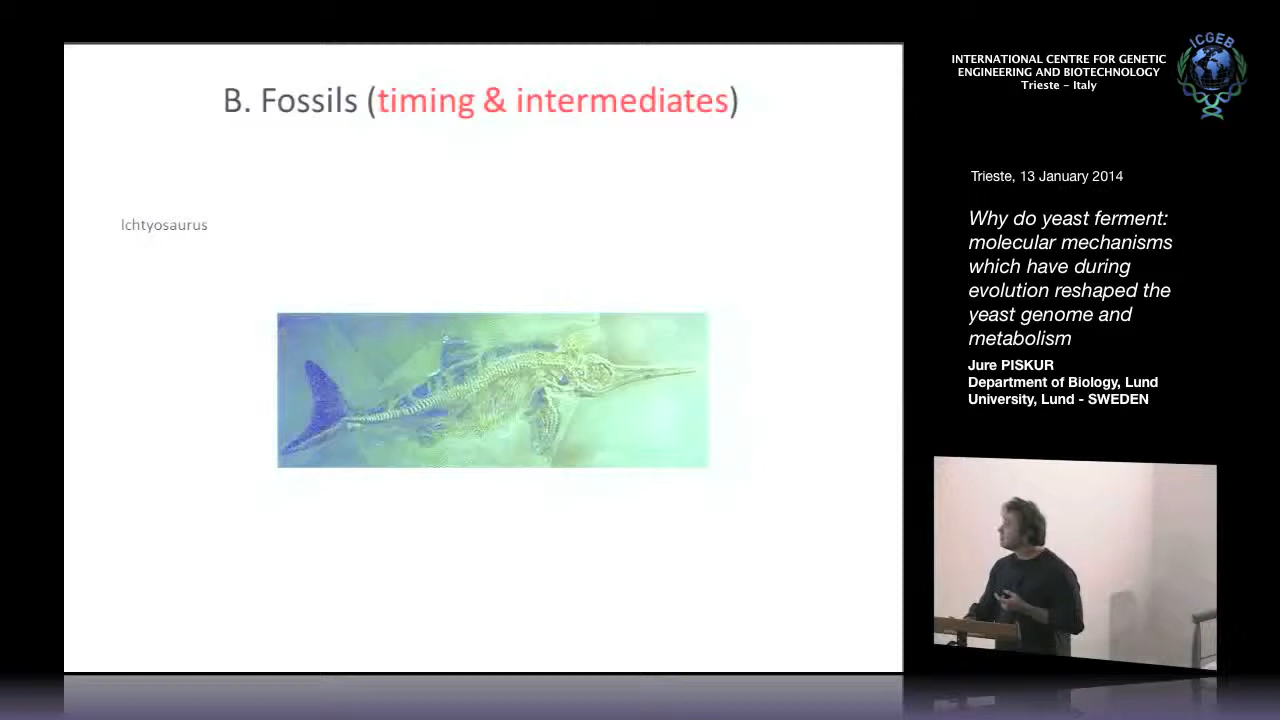 B. Fossils (timing & intermediates)
Ichtyosaurus
ICGEB
INTERNATIONAL CENTRE FOR GENETIC
ENGINEERING AND BIOTECHNOLOGY
Trieste - Italy
Trieste, 13 January 2014
Why do yeast ferment:
molecular mechanisms
which have during
evolution reshaped the
yeast genome and
metabolism
Jure PISKUR
Department of Biology, Lund
University, Lund - SWEDEN